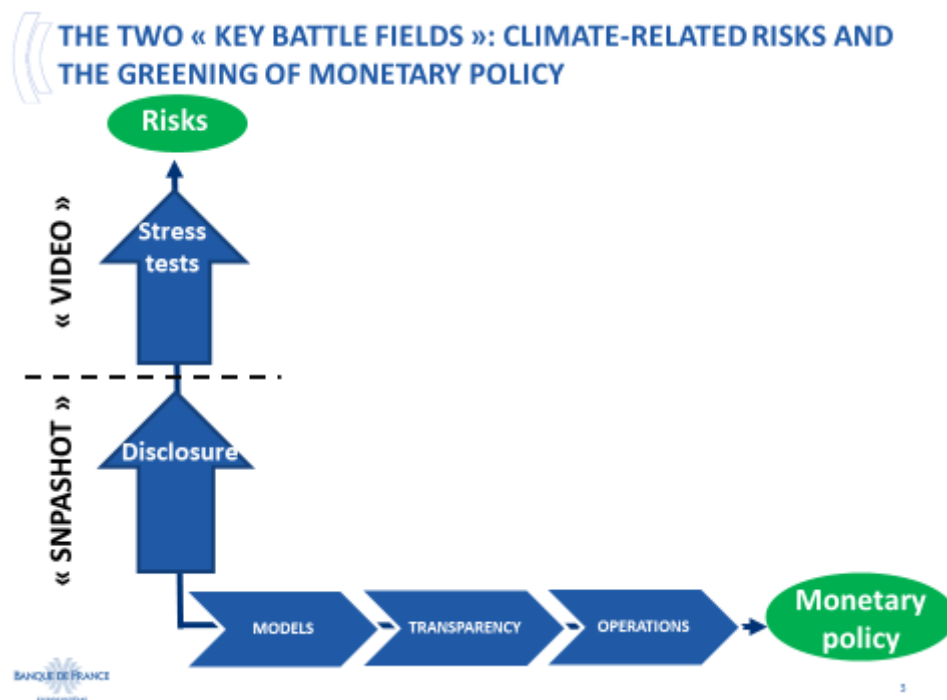 THE TWO « KEY BATTLE FIELDS »: CLIMATE-RELATED RISKS AND
THE GREENING OF MONETARY POLICY
Risks
« VIDEO »
Stress
tests
« SNPASHOT »
Disclosure
MODELS
TRANSPARENCY
OPERATIONS
Monetary
policy
BANQUE DE FRANCE
EUROSYSTÈME
3